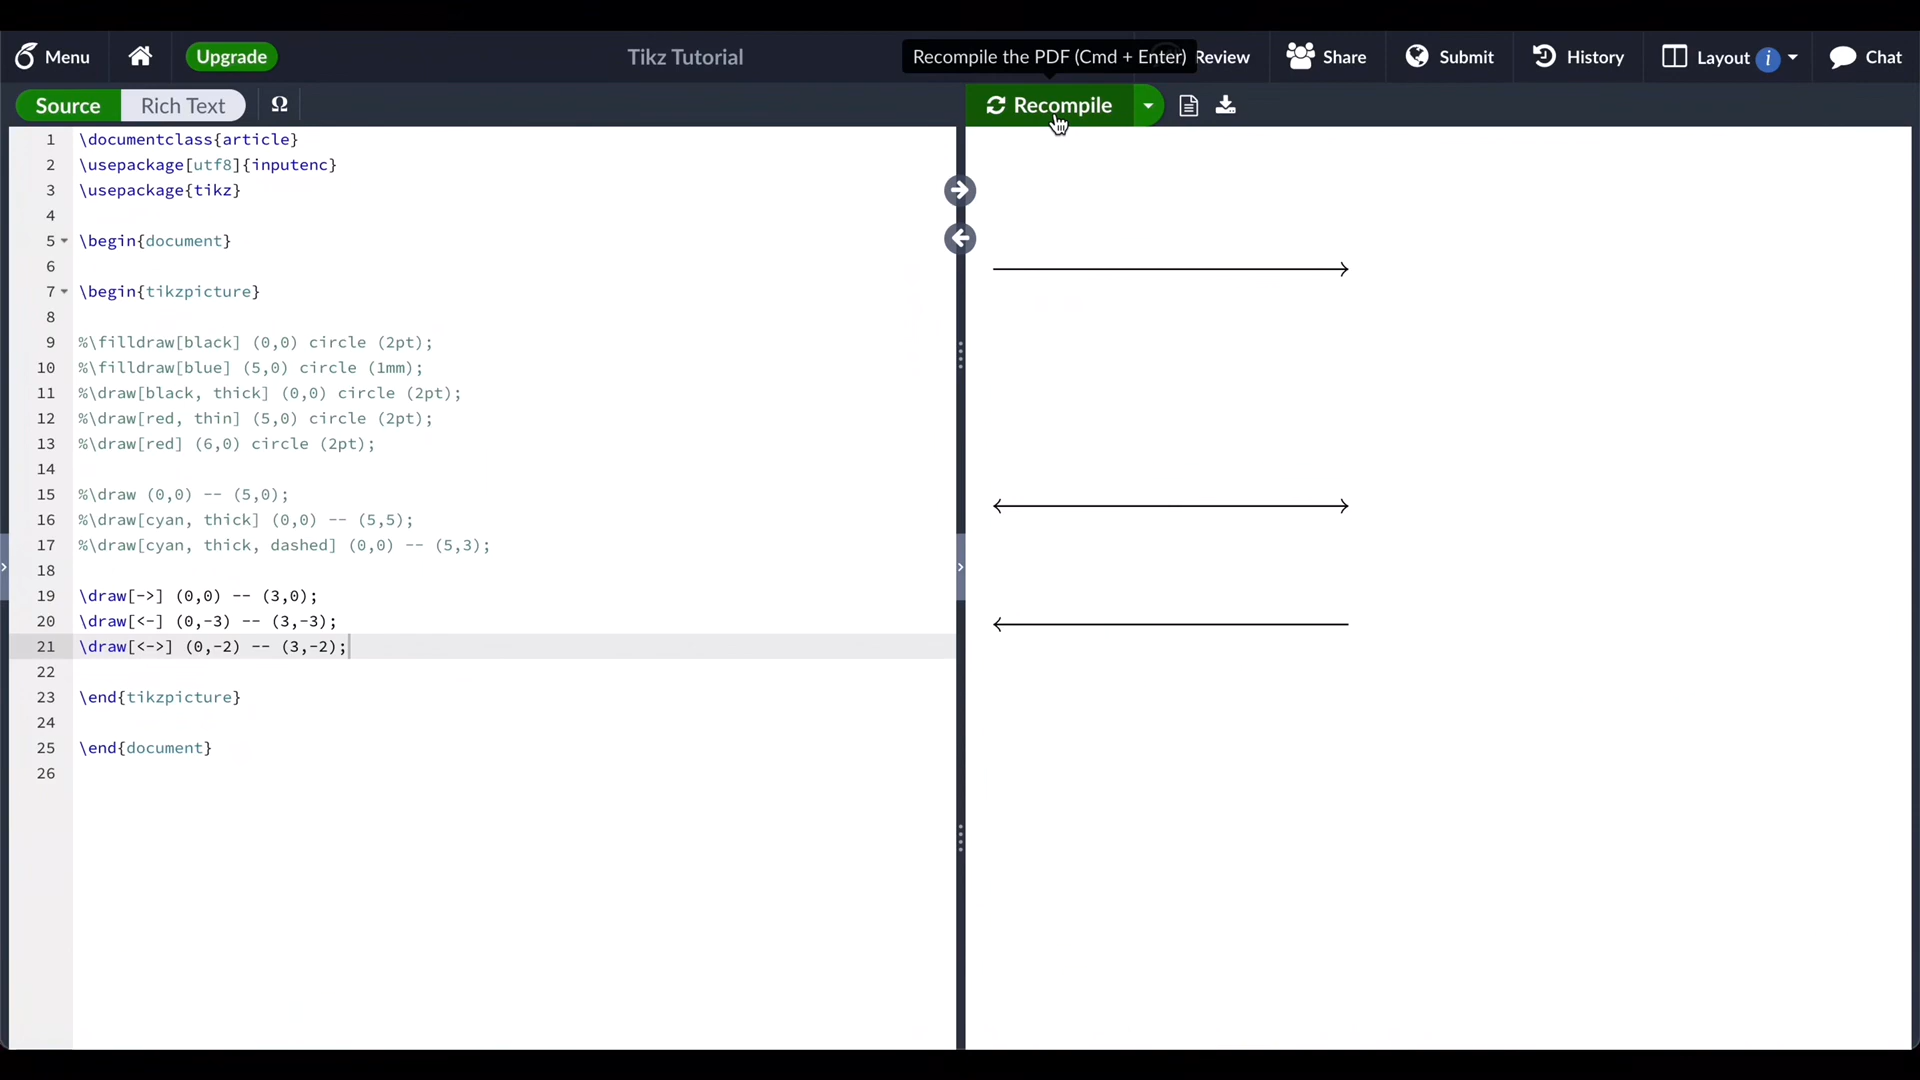 Menu
Upgrade
Tikz Tutorial
Recompile the PDF (Cmd + Enter)
Review
Share
Submit
History
Layout i
Chat
Source
Rich Text
Ω
Recompile
1 \documentclass{article}
2 \usepackage[utf8]{inputenc}
3 \usepackage{tikz}
4
5 \begin{document}
6
7 \begin{tikzpicture}
8
9 %\filldraw[black] (0,0) circle (2pt);
10 %\filldraw[blue] (5,0) circle (1mm);
11 %\draw[black, thick] (0,0) circle (2pt);
12 %\draw[red, thin] (5,0) circle (2pt);
13 %\draw[red] (6,0) circle (2pt);
14
15 %\draw (0,0) -- (5,0);
16 %\draw[cyan, thick] (0,0) -- (5,5);
17 %\draw[cyan, thick, dashed] (0,0) -- (5,3);
18
19 \draw[->] (0,0) -- (3,0);
20 \draw[<-] (0,-3) -- (3,-3);
21 \draw[<->] (0,-2) -- (3,-2);
22
23 \end{tikzpicture}
24
25 \end{document}
26